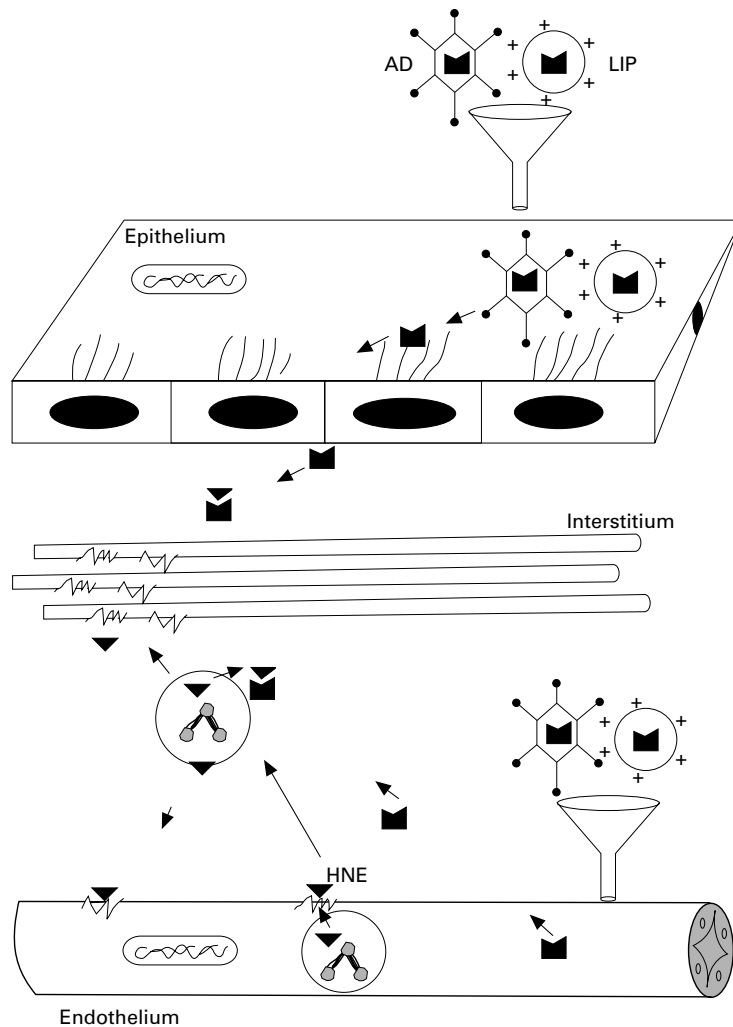 AD
LIP
Epithelium
Interstitium
HNE
Endothelium